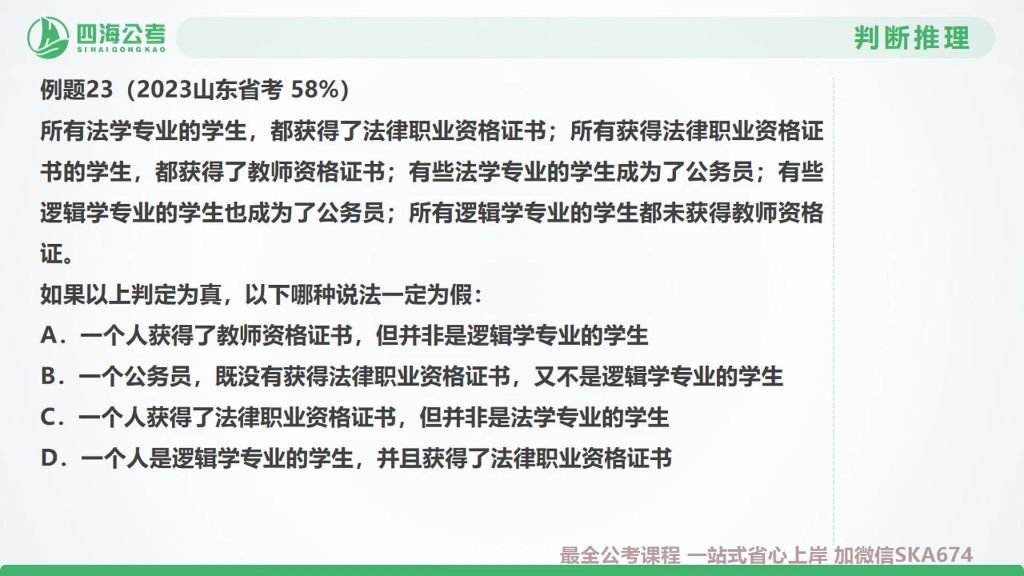 四海公考
SIHAIGONGKAO
判断推理
例题23（2023山东省考 58%）
所有法学专业的学生，都获得了法律职业资格证书；所有获得法律职业资格证
书的学生，都获得了教师资格证书；有些法学专业的学生成为了公务员；有些
逻辑学专业的学生也成为了公务员；所有逻辑学专业的学生都未获得教师资格
证。
如果以上判定为真，以下哪种说法一定为假：
A．一个人获得了教师资格证书，但并非是逻辑学专业的学生
B．一个公务员，既没有获得法律职业资格证书，又不是逻辑学专业的学生
C．一个人获得了法律职业资格证书，但并非是法学专业的学生
D．一个人是逻辑学专业的学生，并且获得了法律职业资格证书
最全公考课程 一站式省心上岸 加微信SKA674